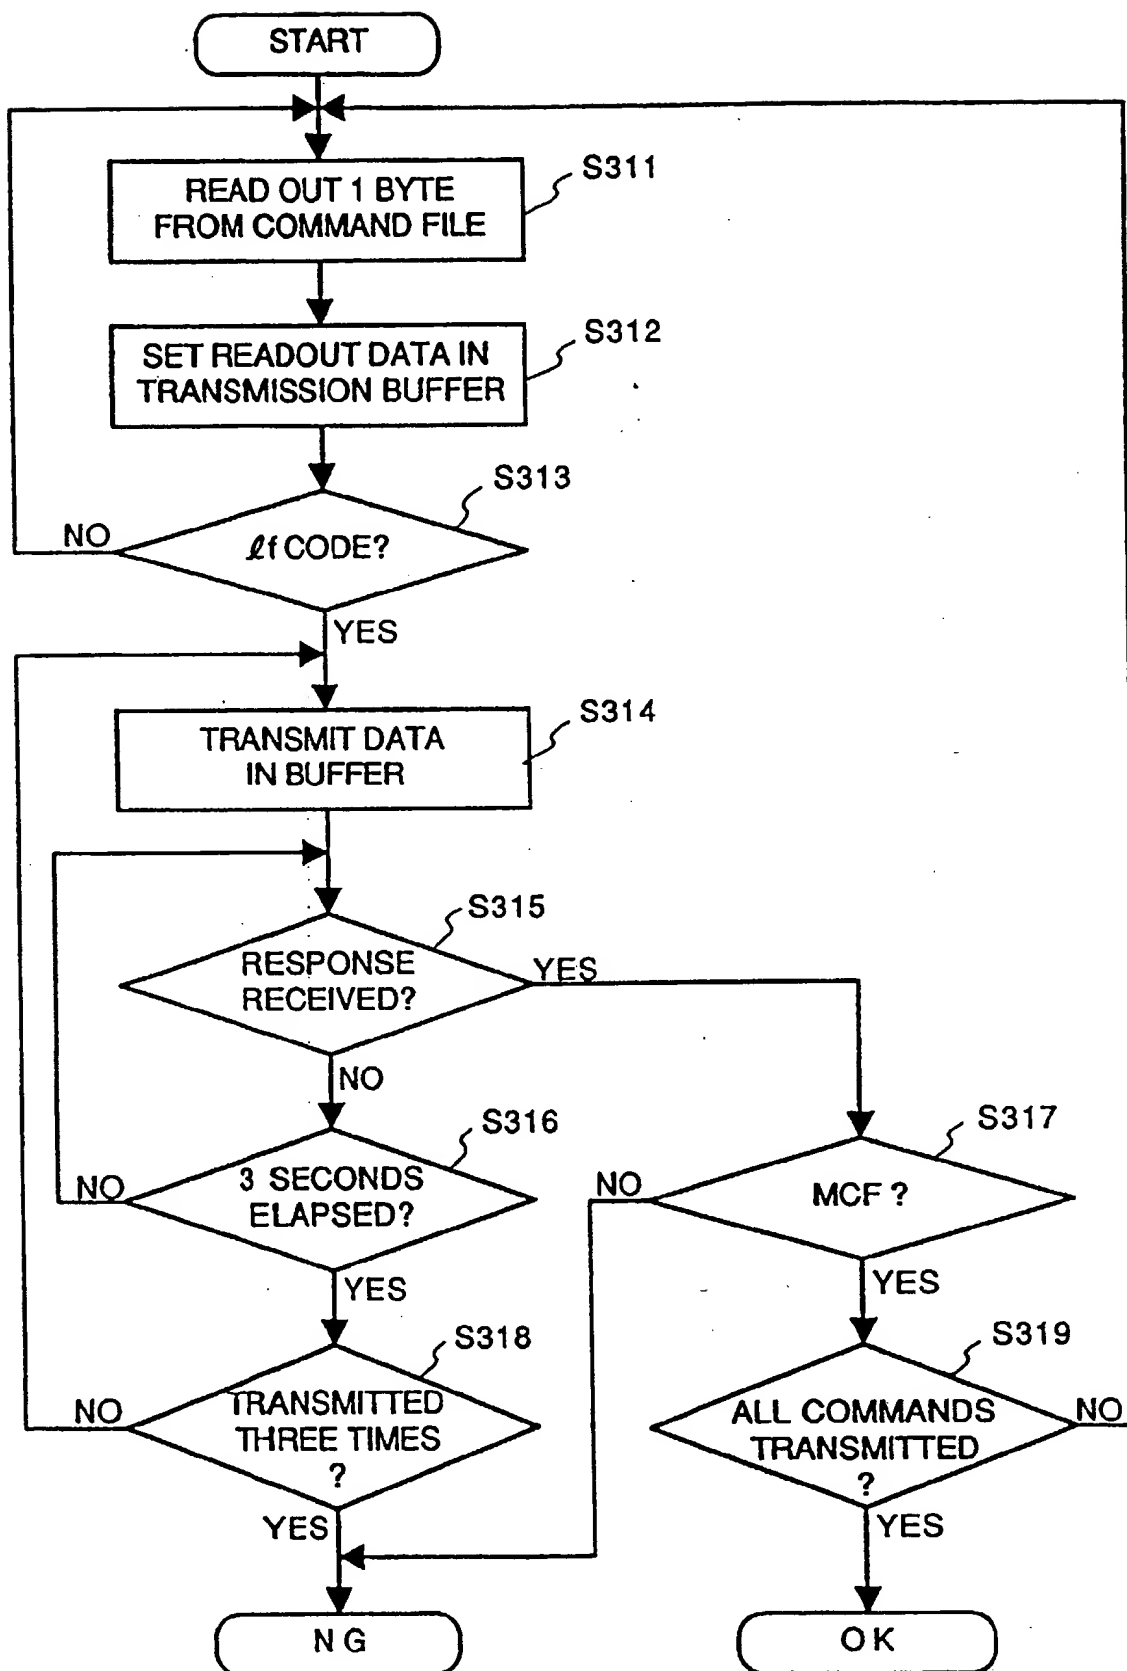 START
READ OUT 1 BYTE
FROM COMMAND FILE
S311
SET READOUT DATA IN
TRANSMISSION BUFFER
S312
S313
NO
ℓf CODE?
YES
TRANSMIT DATA
IN BUFFER
S314
S315
RESPONSE
RECEIVED?
YES
NO
S316
3 SECONDS
ELAPSED?
NO
YES
S317
NO
MCF ?
YES
S318
TRANSMITTED
THREE TIMES
?
NO
YES
S319
ALL COMMANDS
TRANSMITTED
?
NO
YES
NG
OK